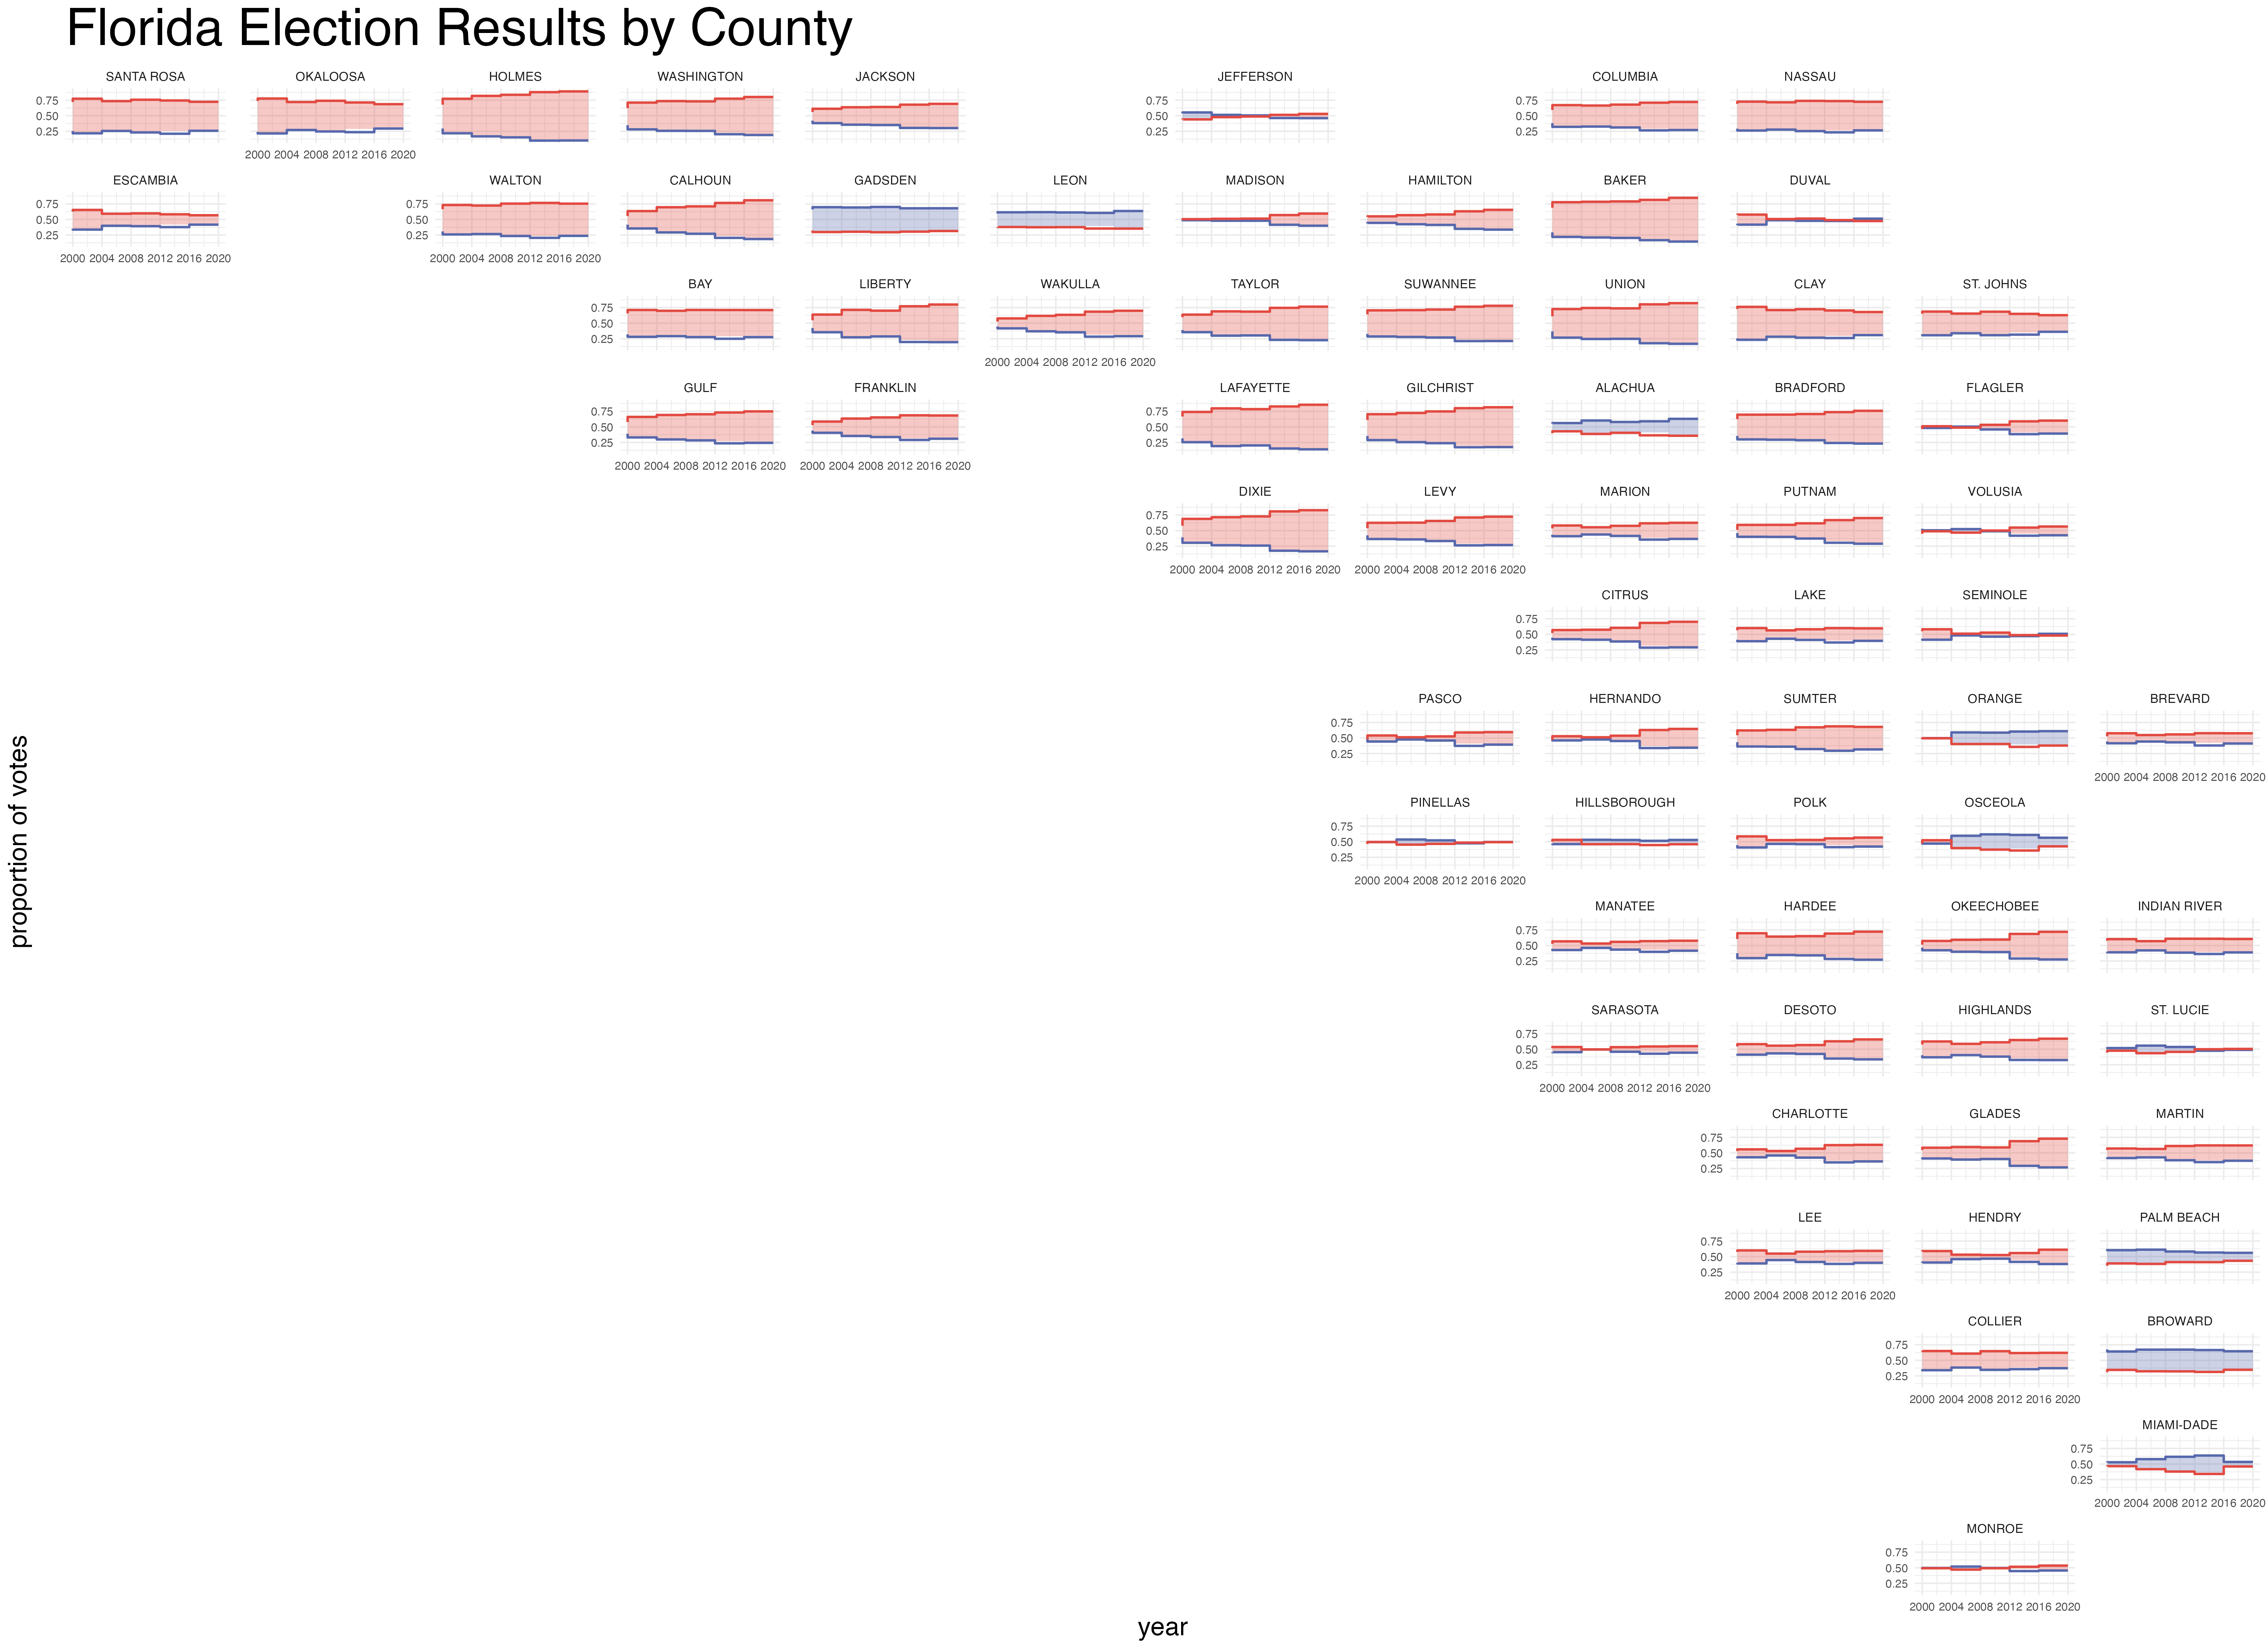 Florida Election Results by County
SANTA ROSA OKALOOSA HOLMES WASHINGTON JACKSON JEFFERSON COLUMBIA NASSAU
0.75 0.75 0.75
0.50 0.50 0.50
0.25 0.25 0.25
2000 2004 2008 2012 2016 2020
ESCAMBIA WALTON CALHOUN GADSDEN LEON MADISON HAMILTON BAKER DUVAL
0.75 0.75
0.50 0.50
0.25 0.25
2000 2004 2008 2012 2016 2020 2000 2004 2008 2012 2016 2020
BAY LIBERTY WAKULLA TAYLOR SUWANNEE UNION CLAY ST. JOHNS
0.75
0.50
0.25
2000 2004 2008 2012 2016 2020
GULF FRANKLIN LAFAYETTE GILCHRIST ALACHUA BRADFORD FLAGLER
0.75 0.75
0.50 0.50
0.25 0.25
2000 2004 2008 2012 2016 2020 2000 2004 2008 2012 2016 2020
DIXIE LEVY MARION PUTNAM VOLUSIA
0.75
0.50
0.25
2000 2004 2008 2012 2016 2020 2000 2004 2008 2012 2016 2020
CITRUS LAKE SEMINOLE
0.75
0.50
0.25
PASCO HERNANDO SUMTER ORANGE BREVARD
0.75
0.50
0.25
2000 2004 2008 2012 2016 2020
proportion of votes
PINELLAS HILLSBOROUGH POLK OSCEOLA
0.75
0.50
0.25
2000 2004 2008 2012 2016 2020
MANATEE HARDEE OKEECHOBEE INDIAN RIVER
0.75
0.50
0.25
SARASOTA DESOTO HIGHLANDS ST. LUCIE
0.75
0.50
0.25
2000 2004 2008 2012 2016 2020
CHARLOTTE GLADES MARTIN
0.75
0.50
0.25
LEE HENDRY PALM BEACH
0.75
0.50
0.25
2000 2004 2008 2012 2016 2020
COLLIER BROWARD
0.75
0.50
0.25
2000 2004 2008 2012 2016 2020
MIAMI-DADE
0.75
0.50
0.25
2000 2004 2008 2012 2016 2020
MONROE
0.75
0.50
0.25
2000 2004 2008 2012 2016 2020
year